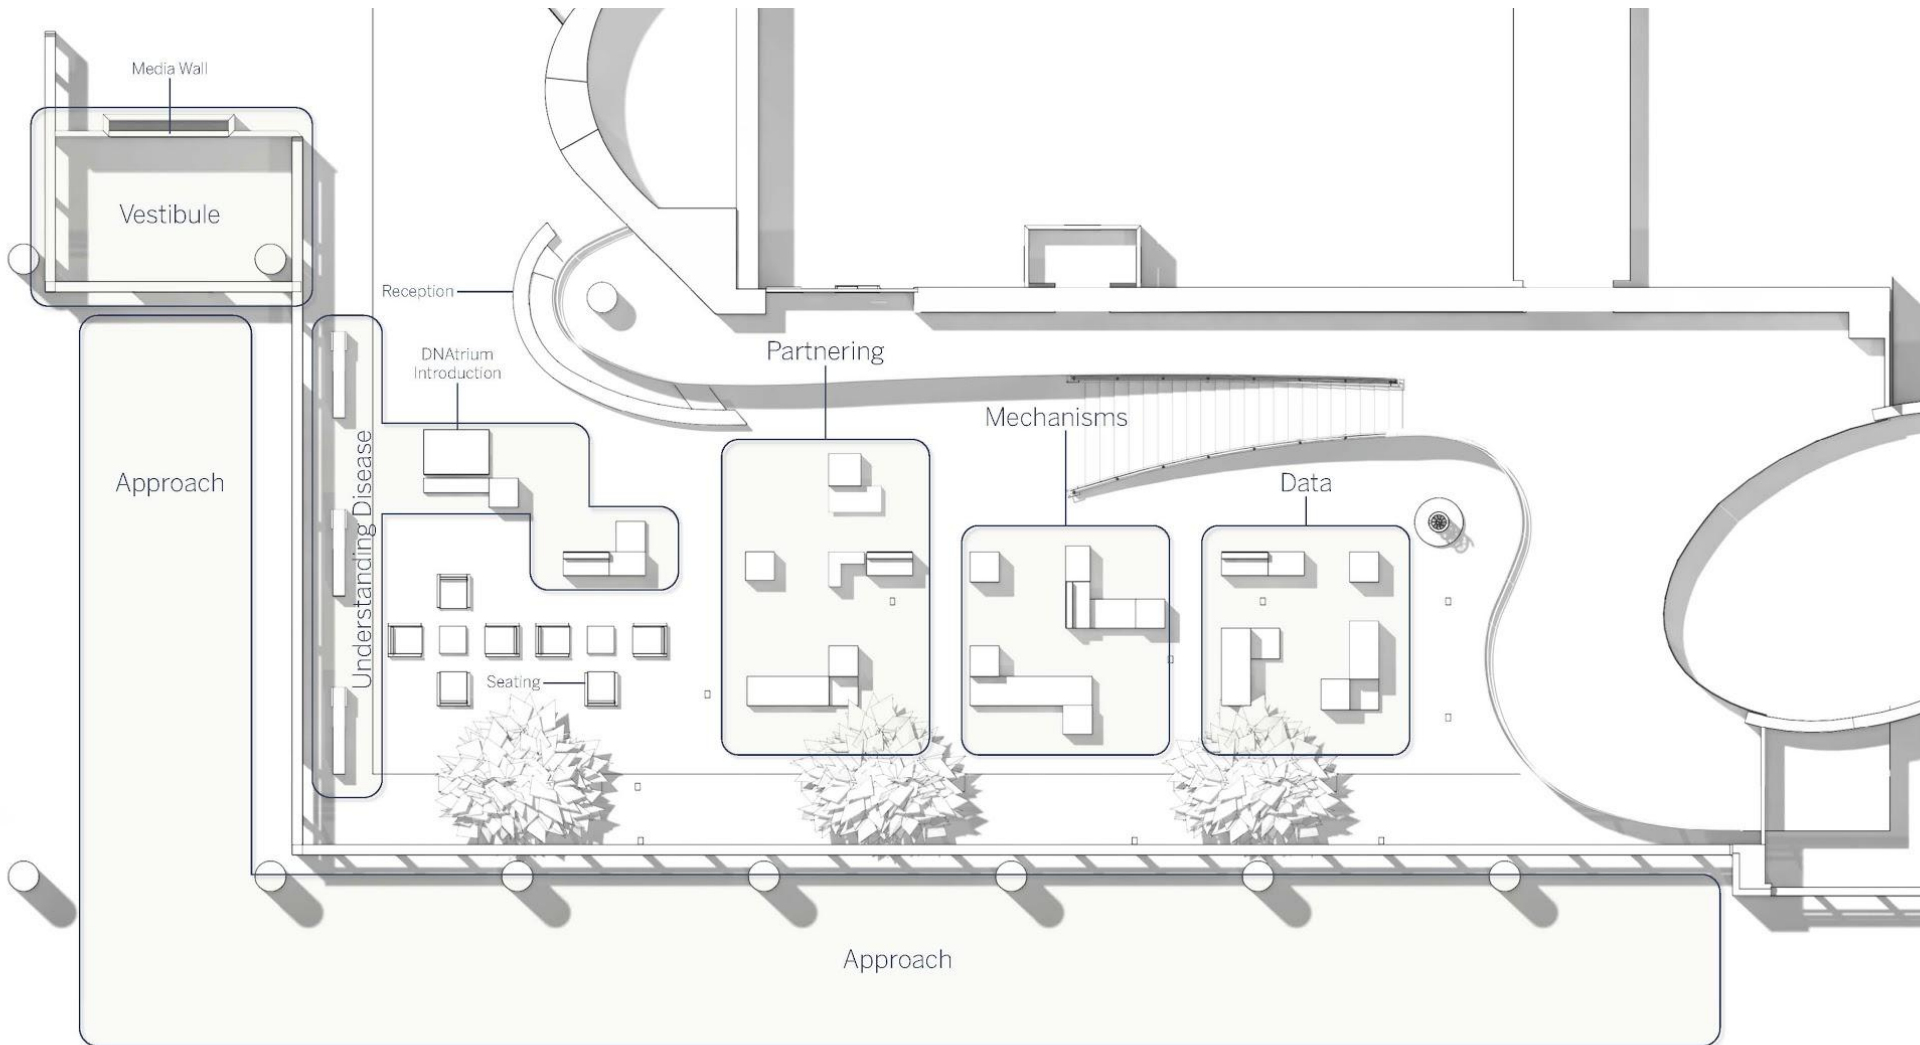 Media Wall
Vestibule
Reception
DNAtrium
Introduction
Partnering
Mechanisms
Data
Approach
Understanding Disease
Seating
Approach